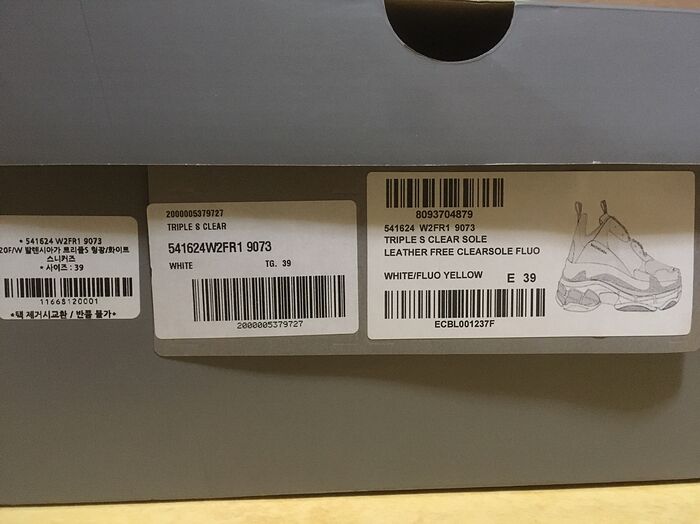 * 541624 W2FR1 9073
20F/W 발렌시아가 트리플S 형광/화이트
스니커즈
* 사이즈 : 39
11668120001
*택 제거시교환 / 반품 불가*
2000005379727
TRIPLE S CLEAR
541624W2FR1 9073
WHITE TG. 39
2000005379727
8093704879
541624 W2FR1 9073
TRIPLE S CLEAR SOLE
LEATHER FREE CLEARSOLE FLUO
WHITE/FLUO YELLOW E 39
ECBL001237F